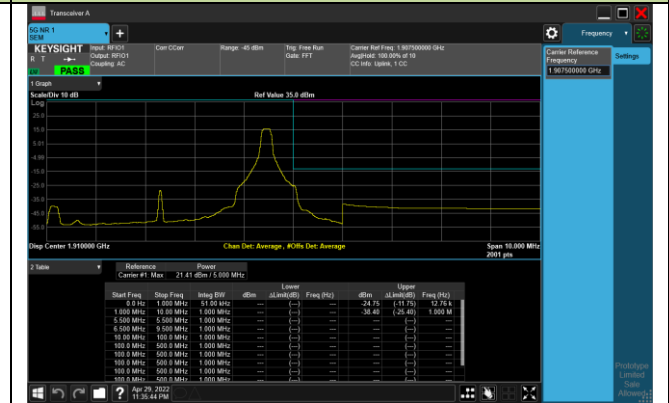 Transceiver A
5G NR 1
SEM
+
Frequency
KEYSIGHT
R T
PASS
Input: RFIO1
Output: RFIO1
Coupling: AC
Corr CCorr
Range: -45 dBm
Trig: Free Run
Gate: FFT
Carrier Ref Freq: 1.907500000 GHz
Avg|Hold: 100.00% of 10
CC Info: Uplink, 1 CC
Carrier Reference
Frequency
1.907500000 GHz
Settings
1 Graph
Scale/Div 10 dB
Ref Value 35.0 dBm
Log
25.0
15.0
5.01
-4.99
-15.0
-25.0
-35.0
-45.0
-55.0
Disp Center 1.910000 GHz
Chan Det: Average , #Offs Det: Average
Span 10.000 MHz
2001 pts
2 Table
Reference Power
Carrier #1: Max 21.41 dBm / 5.000 MHz
Lower Upper
Start Freq Stop Freq Integ BW dBm ΔLimit(dB) Freq (Hz) dBm ΔLimit(dB) Freq (Hz)
0.0 Hz 1.000 MHz 51.00 kHz --- (---) --- -24.75 (-11.75) 12.76 k
1.000 MHz 10.00 MHz 1.000 MHz --- (---) --- -38.40 (-25.40) 1.000 M
5.500 MHz 5.500 MHz 1.000 MHz --- (---) --- --- (---) ---
6.500 MHz 9.500 MHz 1.000 MHz --- (---) --- --- (---) ---
10.00 MHz 100.0 MHz 1.000 MHz --- (---) --- --- (---) ---
100.0 MHz 500.0 MHz 1.000 MHz --- (---) --- --- (---) ---
100.0 MHz 500.0 MHz 1.000 MHz --- (---) --- --- (---) ---
100.0 MHz 500.0 MHz 1.000 MHz --- (---) --- --- (---) ---
100.0 MHz 500.0 MHz 1.000 MHz --- (---) --- --- (---) ---
?
Apr 29, 2022
11:35:44 PM
Prototype
Limited
Sale
Allowed